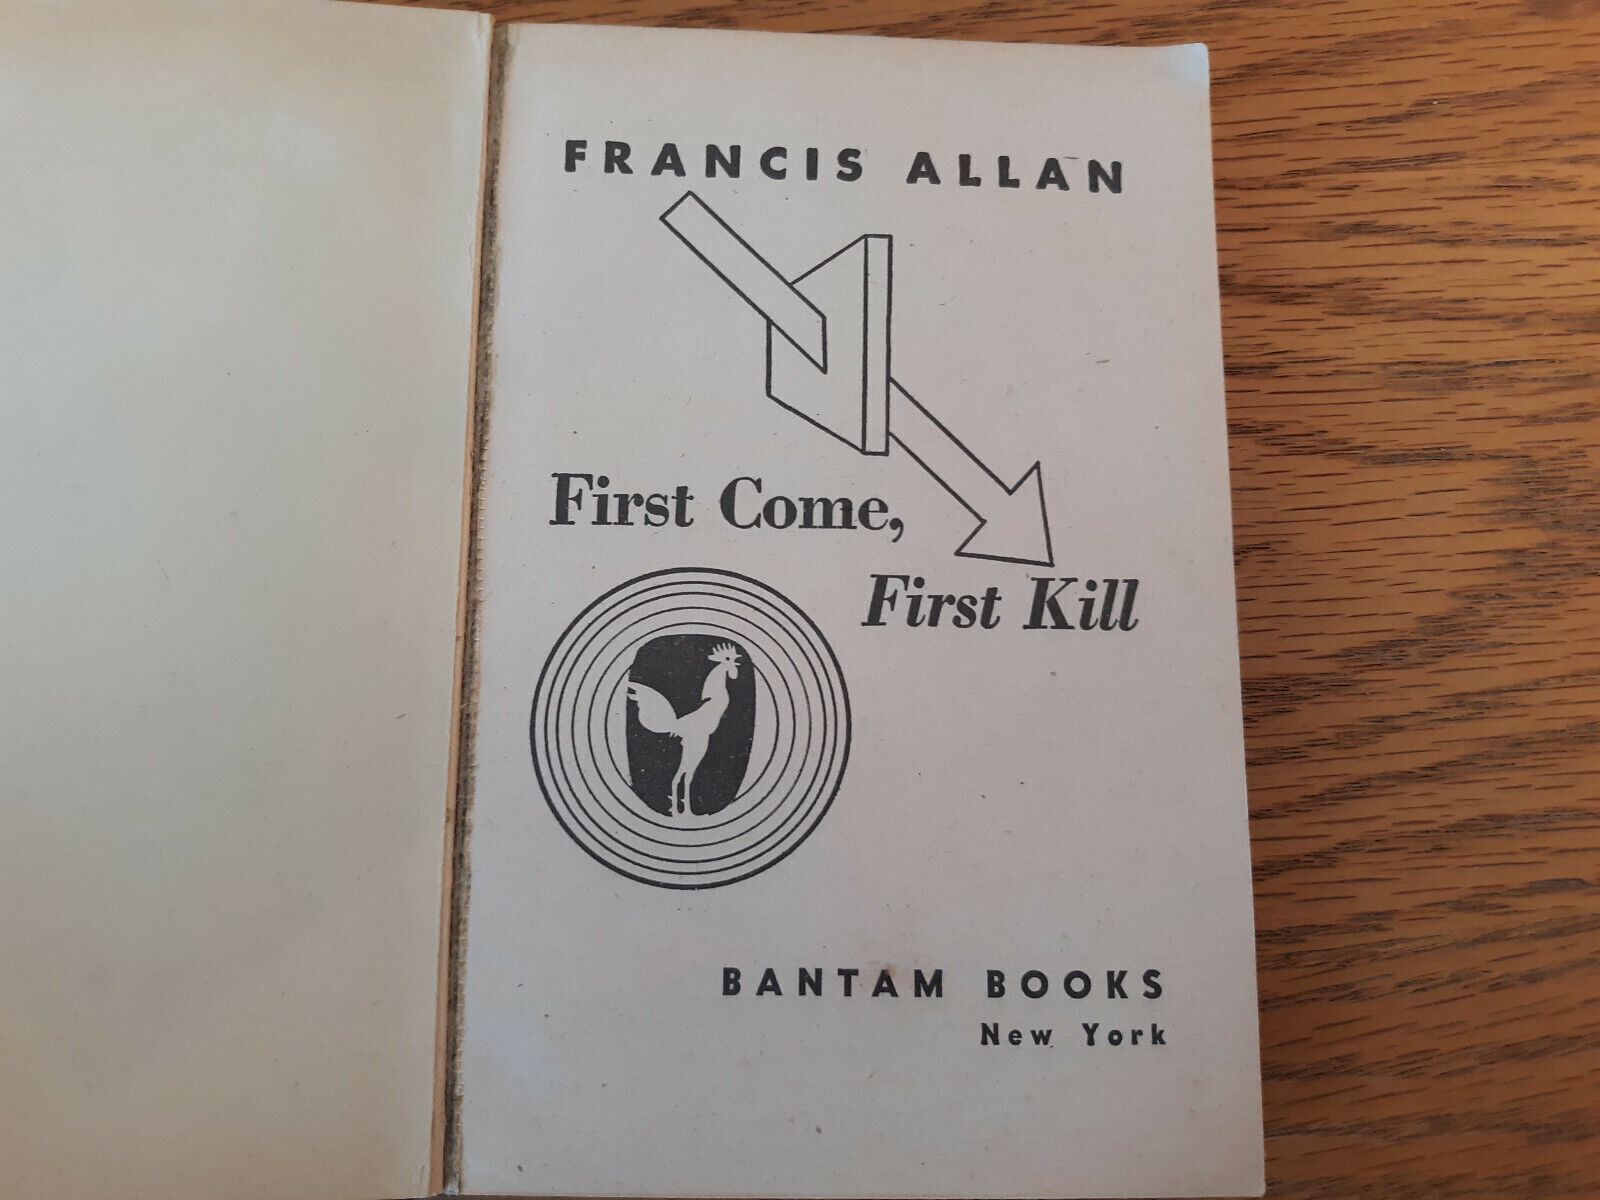 FRANCIS ALLAN
First Come,
First Kill
BANTAM BOOKS
New York